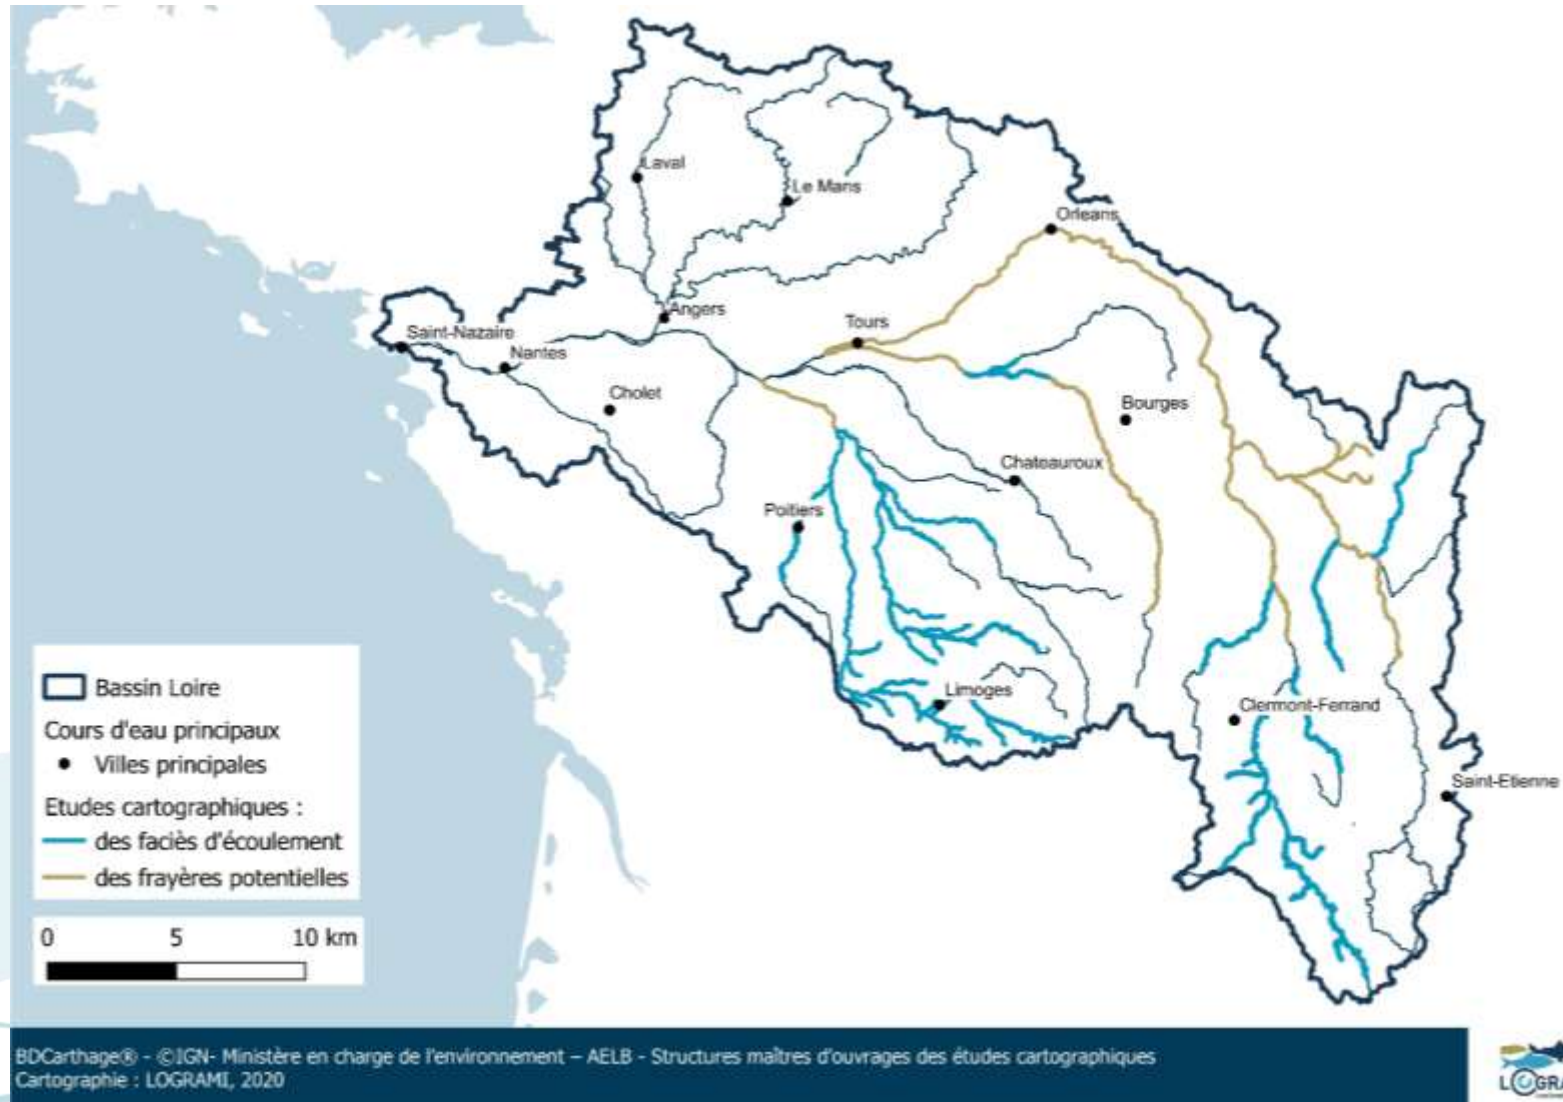 Laval
Le Mans
Orleans
Angers
Tours
Saint-Nazaire
Nantes
Cholet
Bourges
Chateauroux
Poitiers
Limoges
Clermont-Ferrand
Saint-Etienne
Bassin Loire
Cours d'eau principaux
Villes principales
Etudes cartographiques :
des faciès d'écoulement
des frayères potentielles
0 5 10 km
BDCarthage® - ©IGN- Ministère en charge de l'environnement – AELB - Structures maîtres d'ouvrages des études cartographiques
Cartographie : LOGRAMI, 2020
LOGRA